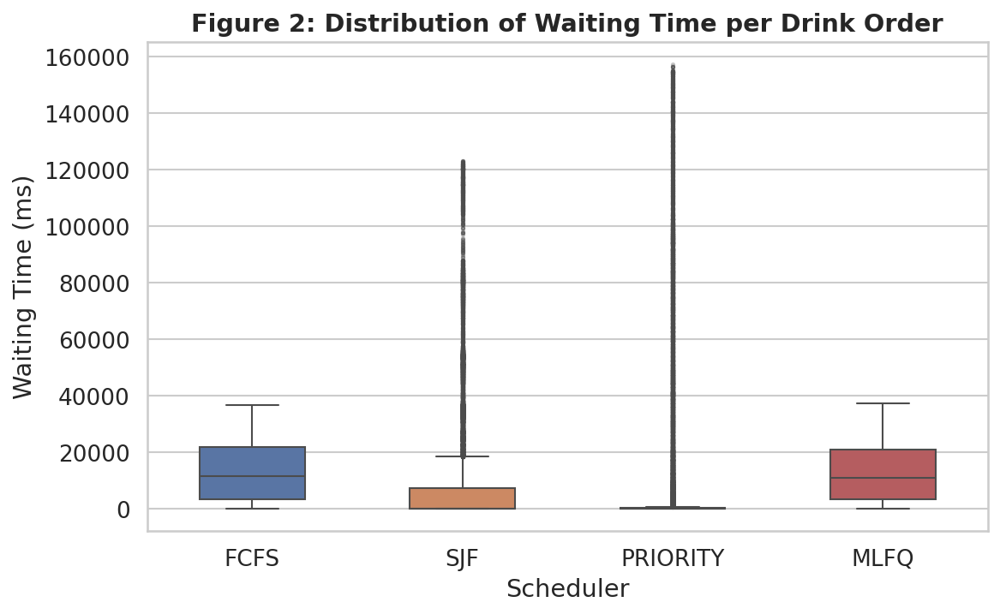 Figure 2: Distribution of Waiting Time per Drink Order
Waiting Time (ms)
160000
140000
120000
100000
80000
60000
40000
20000
0
FCFS
SJF
PRIORITY
MLFQ
Scheduler